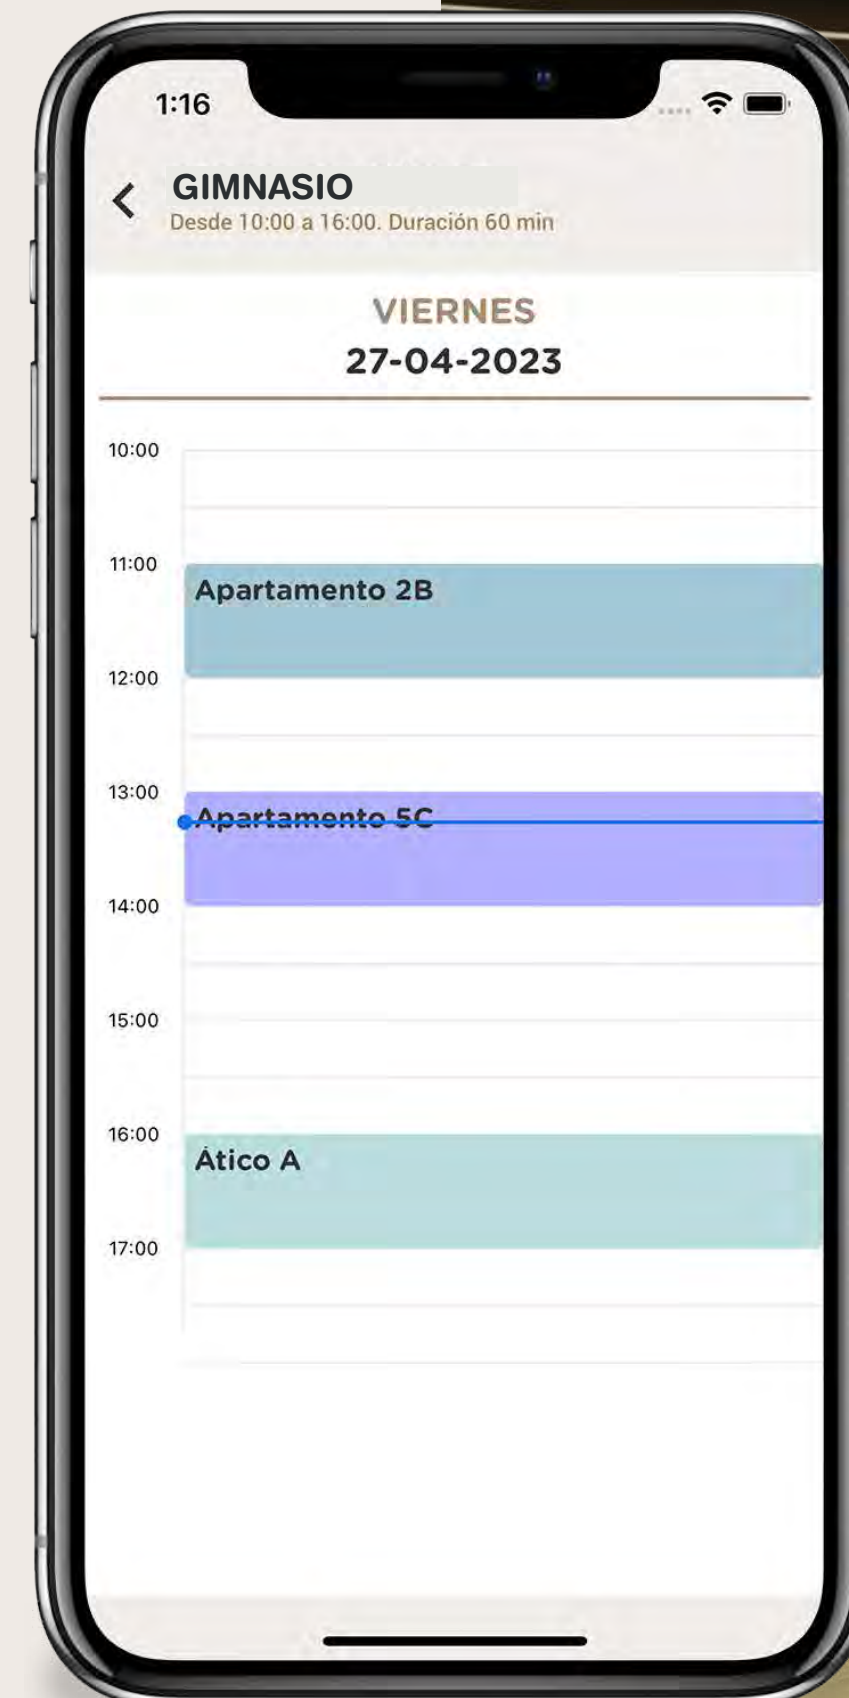 1:16
GIMNASIO
Desde 10:00 a 16:00. Duración 60 min
VIERNES
27-04-2023
10:00
11:00
Apartamento 2B
12:00
13:00
Apartamento 5C
14:00
15:00
16:00
Ático A
17:00